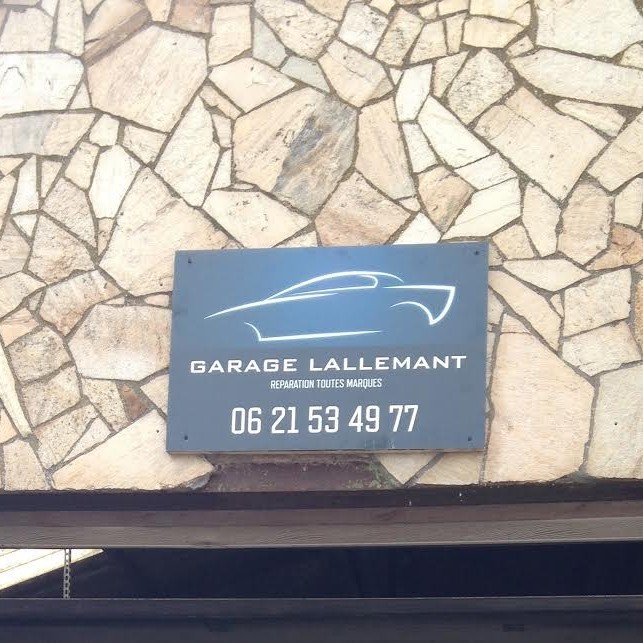 GARAGE LALLEMANT
REPARATION TOUTES MARQUES
06 21 53 49 77